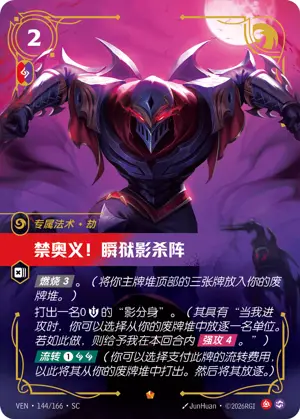 2
专属法术·劫
禁奥义！瞬狱影杀阵
燃烧 3 。（将你主牌堆顶部的三张牌放入你的废
牌堆。）
打出一名0 的“影分身”。（其具有“当我进
攻时，你可以选择从你的废牌堆中放逐一名单位。
若如此做，则给予我在本回合内 强攻 4 。”）
流转 1 （你可以选择支付此牌的流转费用，
以此将其从你的废牌堆中打出。然后将其放逐。）
VEN · 144/166 · SC
JunHuan
©2026RGI